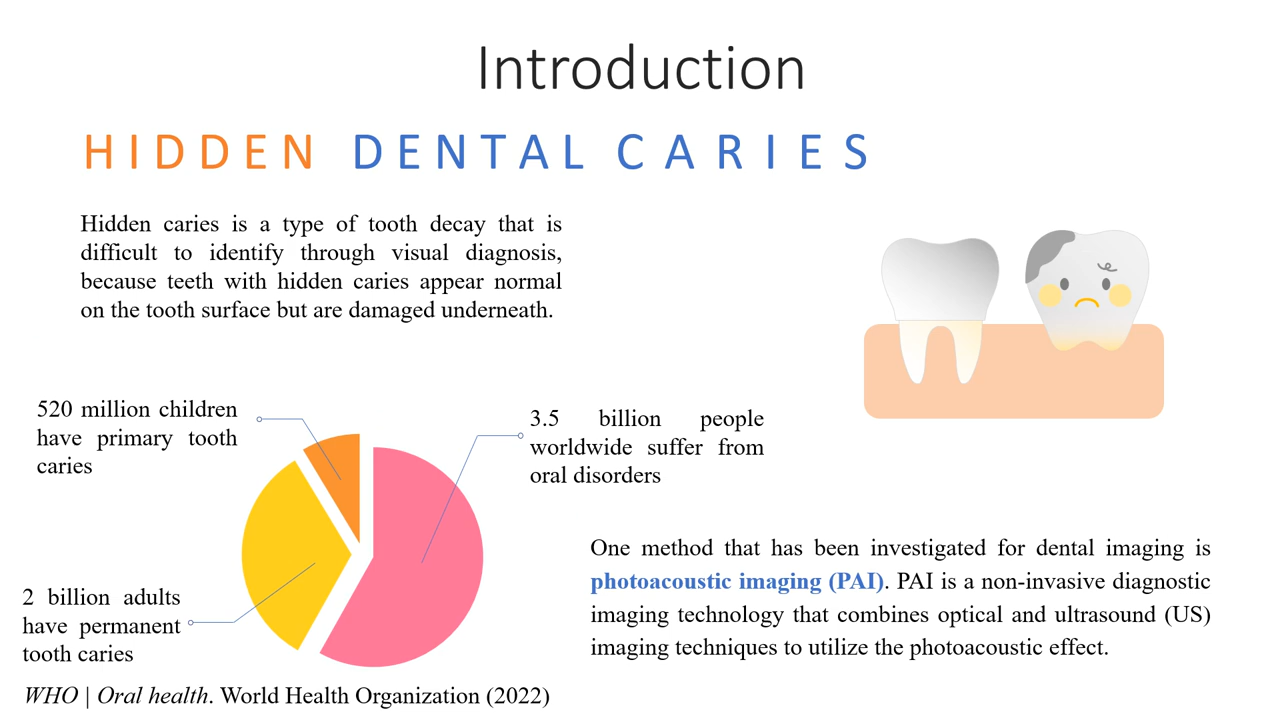 Introduction
HIDDEN DENTAL CARIES
Hidden caries is a type of tooth decay that is
difficult to identify through visual diagnosis,
because teeth with hidden caries appear normal
on the tooth surface but are damaged underneath.
520 million children
have primary tooth
caries
3.5 billion people
worldwide suffer from
oral disorders
2 billion adults
have permanent
tooth caries
One method that has been investigated for dental imaging is
photoacoustic imaging (PAI). PAI is a non-invasive diagnostic
imaging technology that combines optical and ultrasound (US)
imaging techniques to utilize the photoacoustic effect.
WHO | Oral health. World Health Organization (2022)